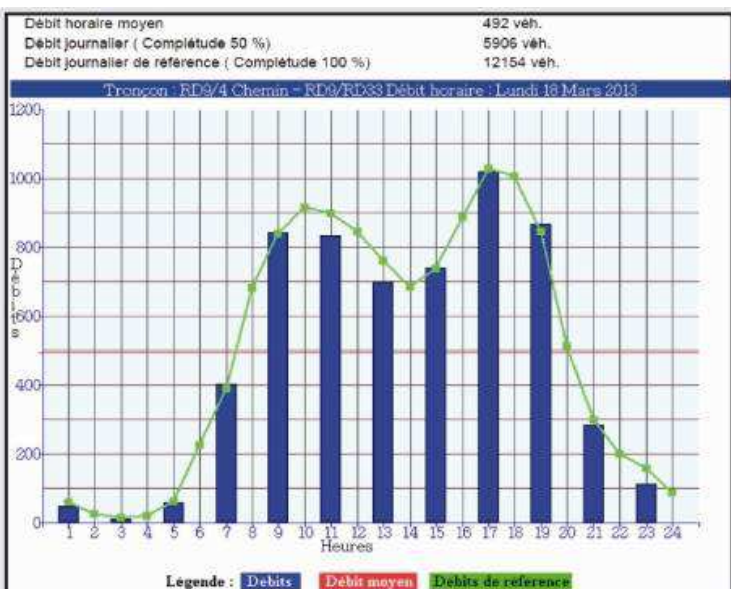 Débit horaire moyen 492 véh.
Débit journalier ( Complétude 50 %) 5906 véh.
Débit journalier de référence ( Complétude 100 %) 12154 véh.
Tronçon : RD9/4 Chemin - RD9/RD33 Débit horaire : Lundi 18 Mars 2013
1200
1000
800
600
400
200
0
Débits
1 2 3 4 5 6 7 8 9 10 11 12 13 14 15 16 17 18 19 20 21 22 23 24
Heures
Légende : Débits Débit moyen Débits de reference